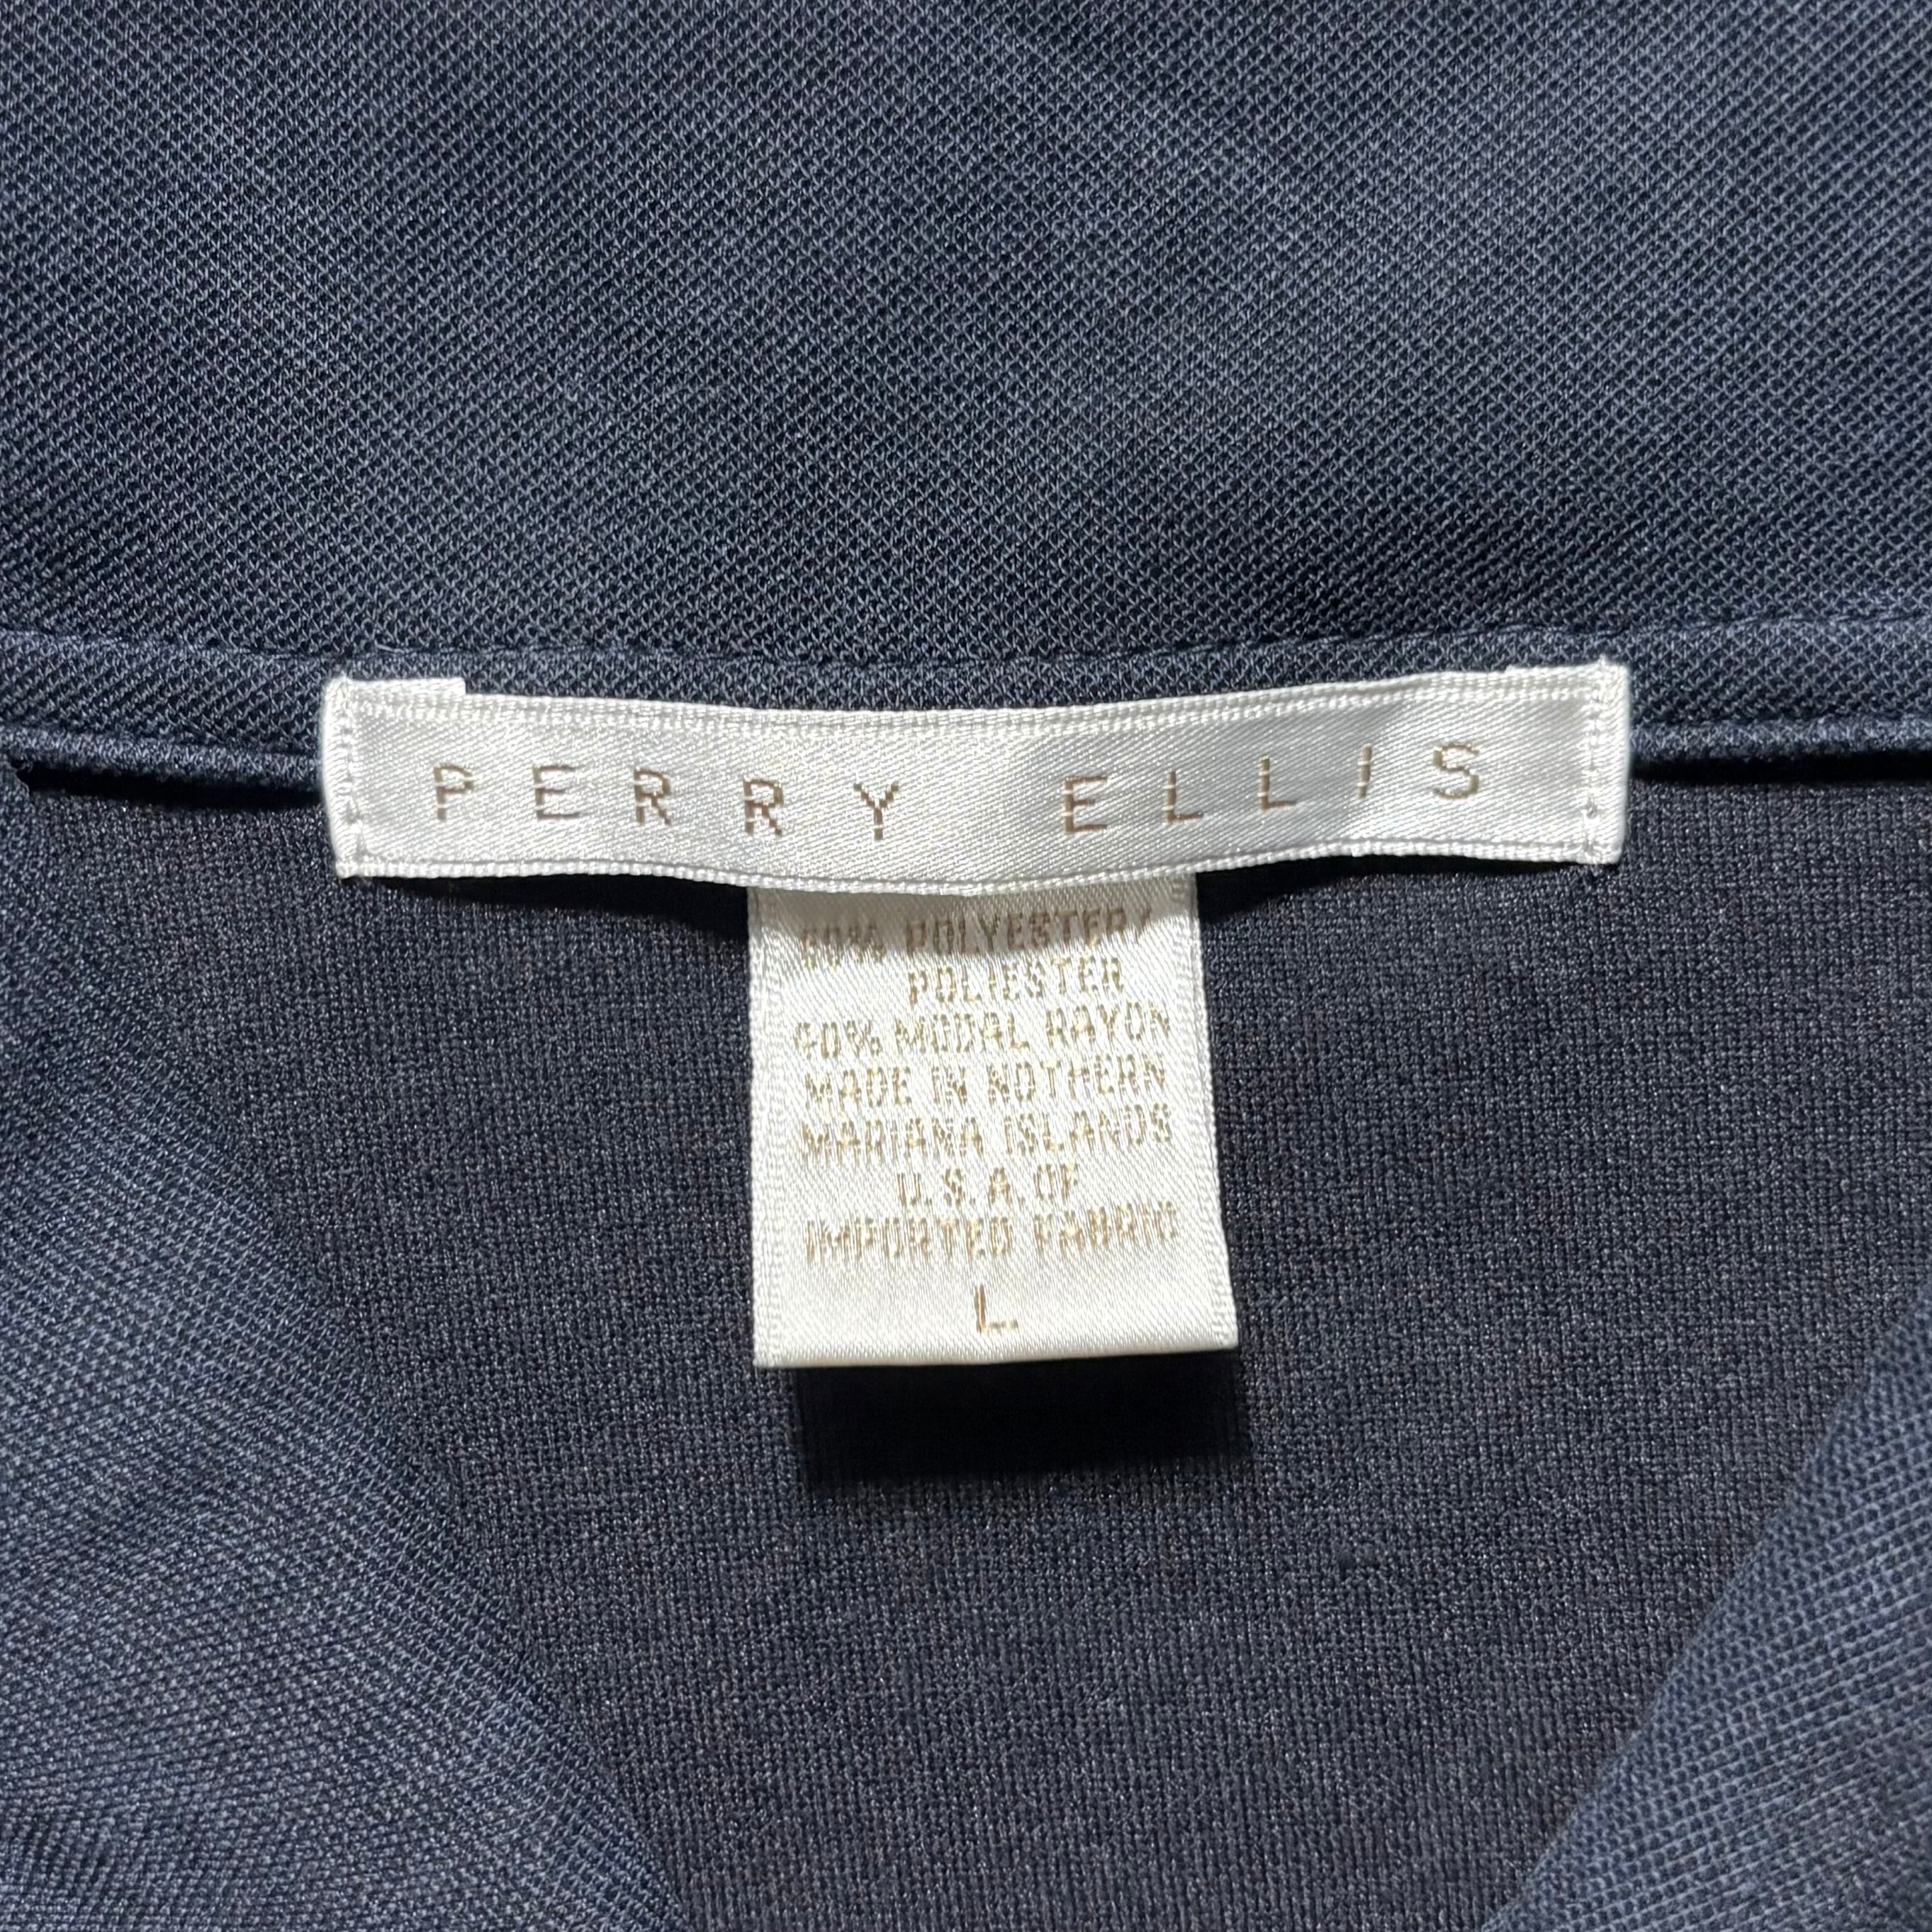 PERRY ELLIS
60% POLYESTER/
POLIESTER
40% MODAL RAYON
MADE IN NOTHERN
MARIANA ISLANDS
U.S.A. OF
IMPORTED FABRIC
L